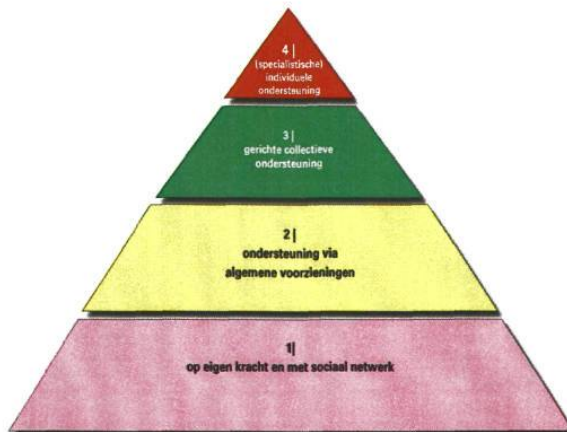 4 |
(specialistische)
individuele
ondersteuning
3 |
gerichte collectieve
ondersteuning
2 |
ondersteuning via
algemene voorzieningen
1|
op eigen kracht en met sociaal netwerk